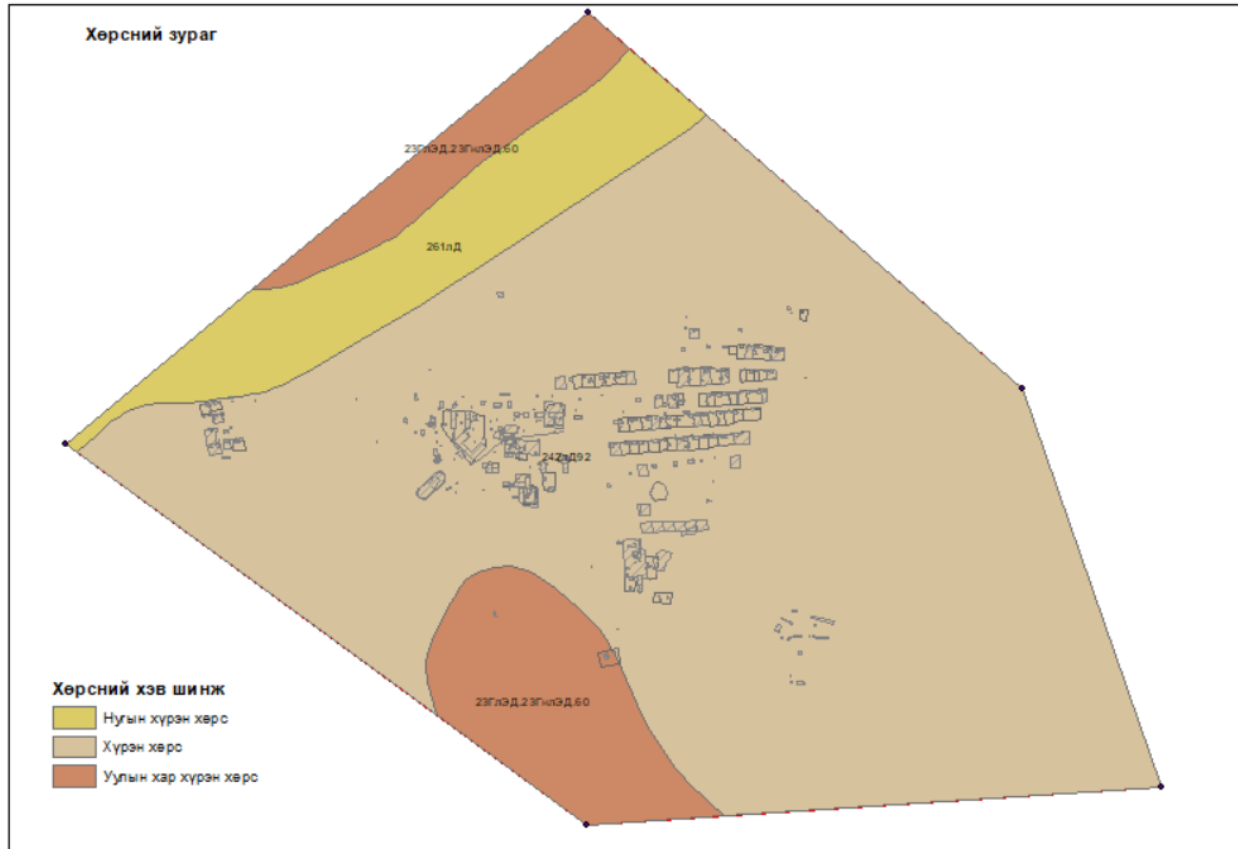 Хөрсний зураг
23ГлЭД.23ГнлЭД.60
261лД
242лД92
23ГлЭД.23ГнлЭД.60
Хөрсний хэв шинж
Нугын хүрэн хөрс
Хүрэн хөрс
Уулын хар хүрэн хөрс